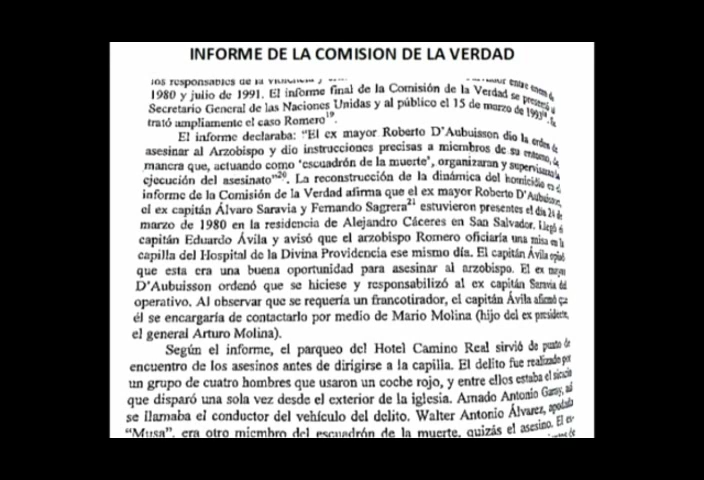 INFORME DE LA COMISION DE LA VERDAD
los responsables de la violencia y entre enero de
1980 y julio de 1991. El informe final de la Comisión de la Verdad se presentó al
Secretario General de las Naciones Unidas y al público el 15 de marzo de 1993
trató ampliamente el caso Romero19.
El informe declaraba: "El ex mayor Roberto D'Aubuisson dio la orden de
asesinar al Arzobispo y dio instrucciones precisas a miembros de su entorno, de
manera que, actuando como 'escuadrón de la muerte', organizaran y supervisaran la
ejecución del asesinato"20. La reconstrucción de la dinámica del homicidio en el
informe de la Comisión de la Verdad afirma que el ex mayor Roberto D'Aubuisson,
el ex capitán Álvaro Saravia y Fernando Sagrera21 estuvieron presentes el día 24 de
marzo de 1980 en la residencia de Alejandro Cáceres en San Salvador. Llegó el
capitán Eduardo Ávila y avisó que el arzobispo Romero oficiaría una misa en la
capilla del Hospital de la Divina Providencia ese mismo día. El capitán Ávila opinó
que esta era una buena oportunidad para asesinar al arzobispo. El ex mayor
D'Aubuisson ordenó que se hiciese y responsabilizó al ex capitán Saravia del
operativo. Al observar que se requería un francotirador, el capitán Ávila afirmó que
él se encargaría de contactarlo por medio de Mario Molina (hijo del ex presidente,
el general Arturo Molina).
Según el informe, el parqueo del Hotel Camino Real sirvió de punto de
encuentro de los asesinos antes de dirigirse a la capilla. El delito fue realizado por
un grupo de cuatro hombres que usaron un coche rojo, y entre ellos estaba el sicario
que disparó una sola vez desde el exterior de la iglesia. Amado Antonio Garay, así
se llamaba el conductor del vehículo del delito. Walter Antonio Álvarez, apodado
"Musa", era otro miembro del escuadrón de la muerte, quizás el asesino. El ex